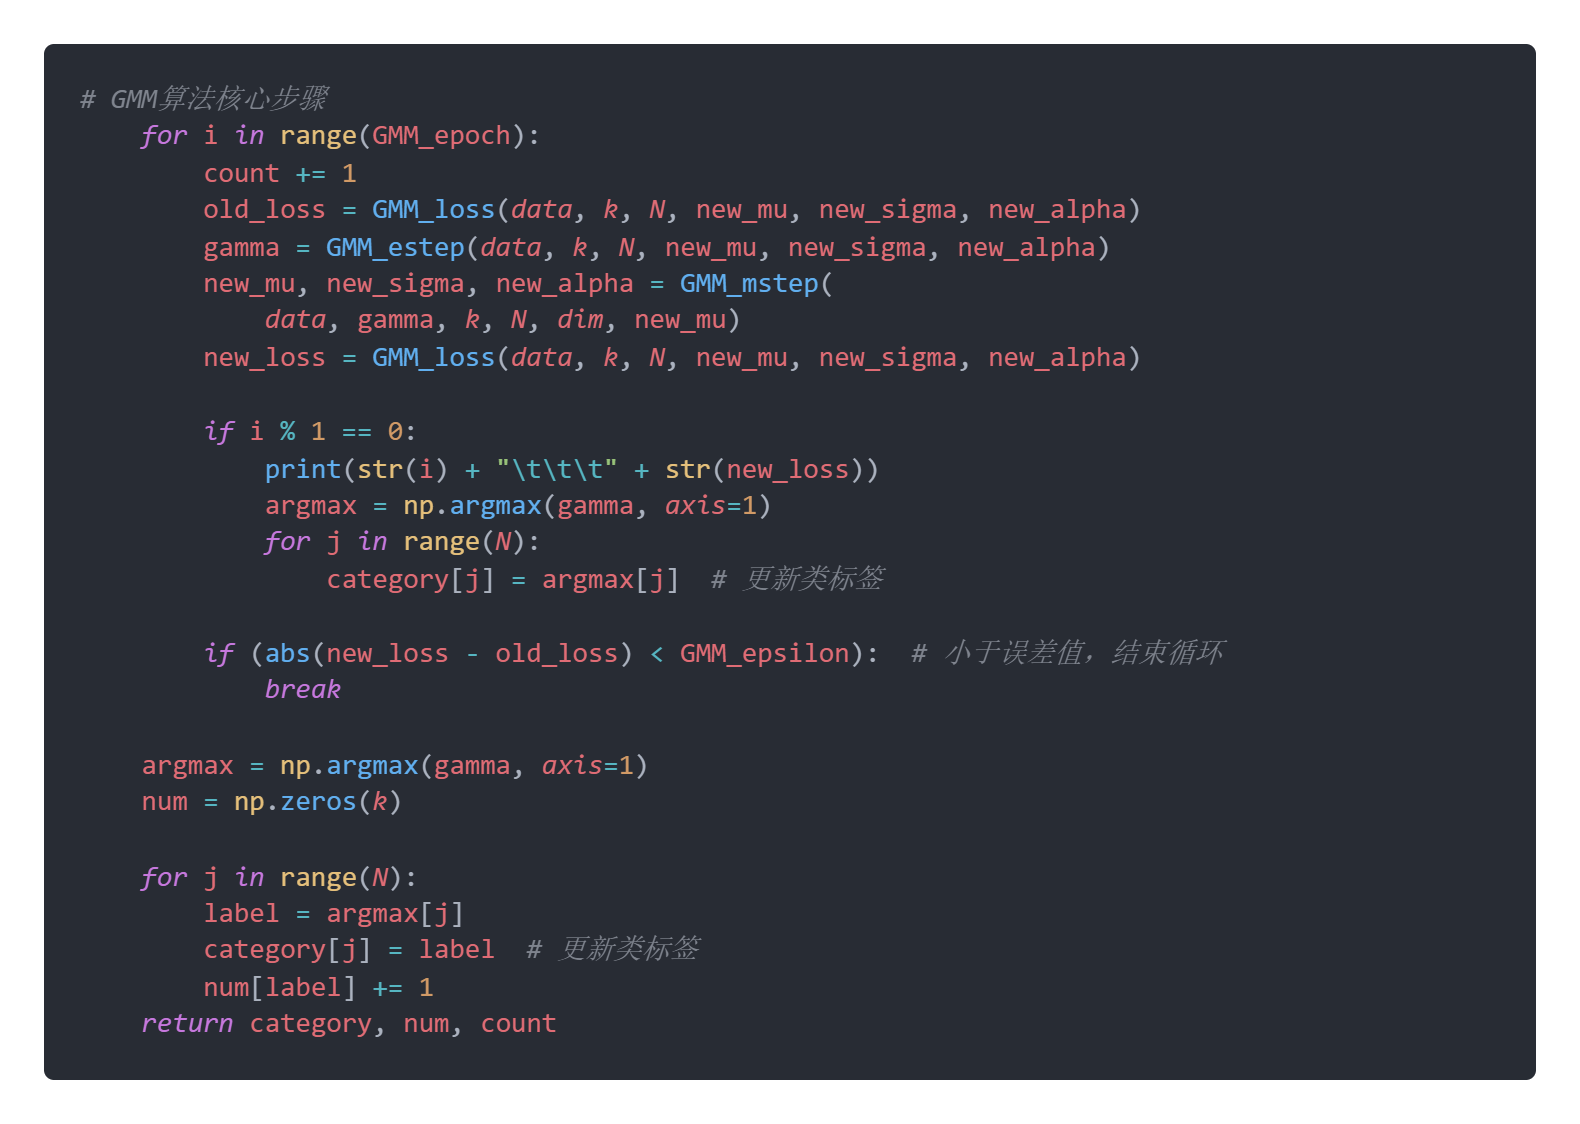 # GMM算法核心步骤
    for i in range(GMM_epoch):
        count += 1
        old_loss = GMM_loss(data, k, N, new_mu, new_sigma, new_alpha)
        gamma = GMM_estep(data, k, N, new_mu, new_sigma, new_alpha)
        new_mu, new_sigma, new_alpha = GMM_mstep(
            data, gamma, k, N, dim, new_mu)
        new_loss = GMM_loss(data, k, N, new_mu, new_sigma, new_alpha)

        if i % 1 == 0:
            print(str(i) + "\t\t\t" + str(new_loss))
            argmax = np.argmax(gamma, axis=1)
            for j in range(N):
                category[j] = argmax[j]  # 更新类标签

        if (abs(new_loss - old_loss) < GMM_epsilon):  # 小于误差值，结束循环
            break

    argmax = np.argmax(gamma, axis=1)
    num = np.zeros(k)

    for j in range(N):
        label = argmax[j]
        category[j] = label  # 更新类标签
        num[label] += 1
    return category, num, count